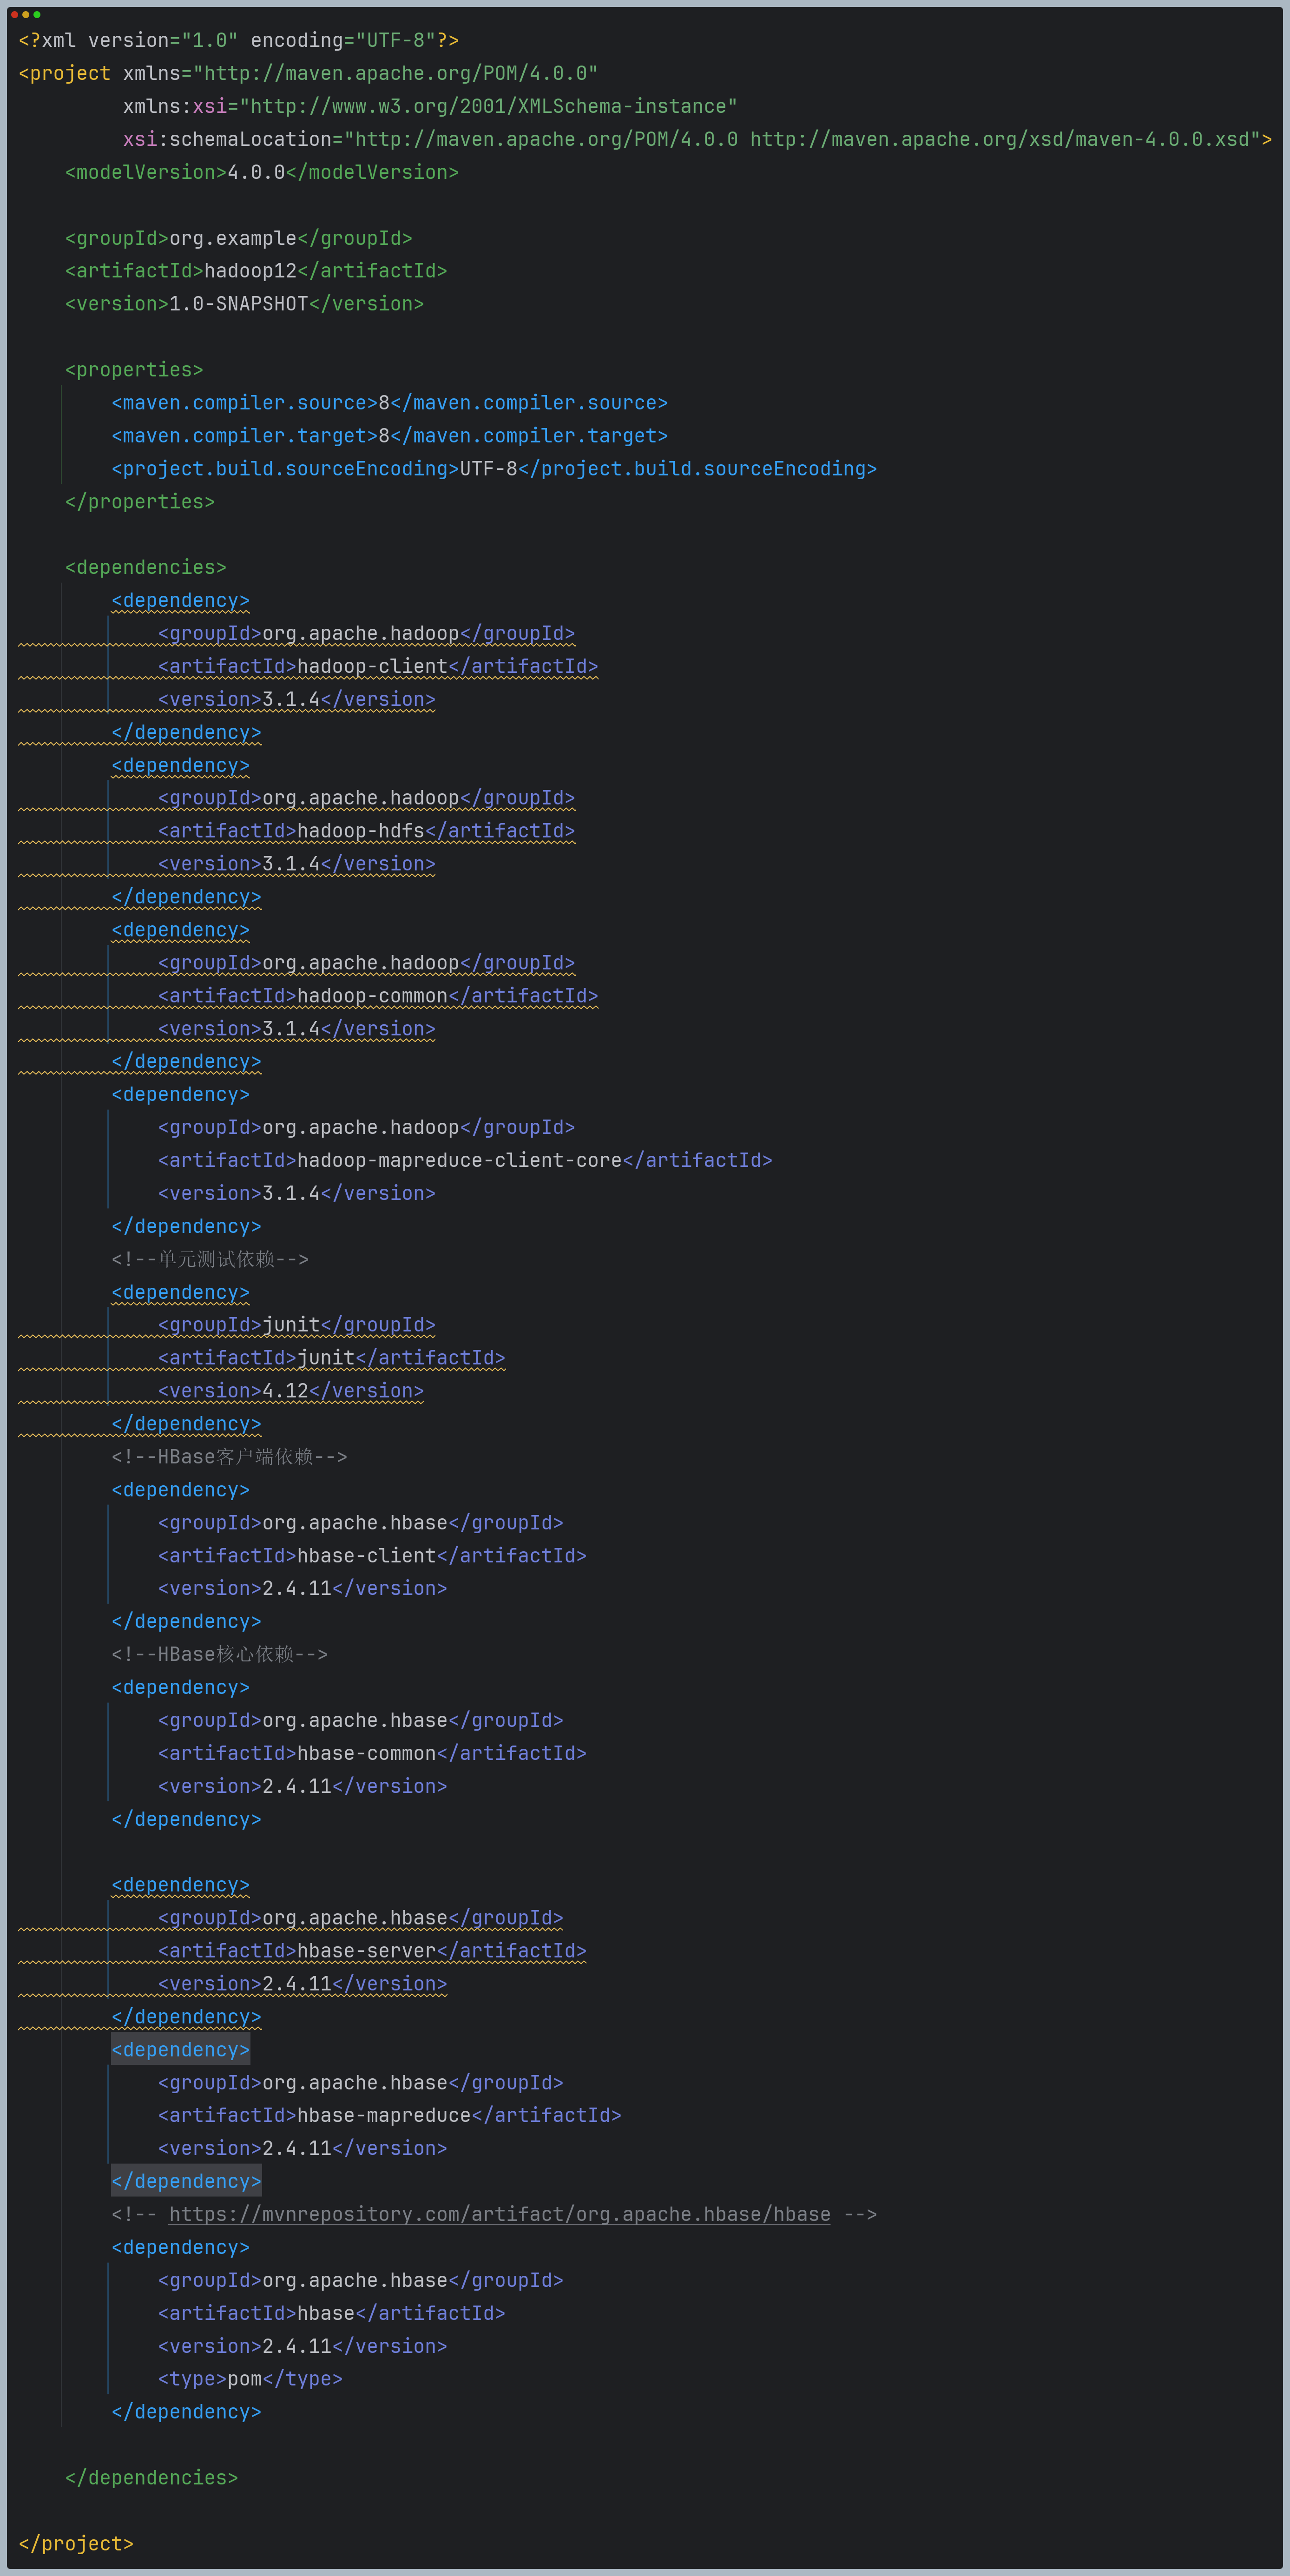 <?xml version="1.0" encoding="UTF-8"?>
<project xmlns="http://maven.apache.org/POM/4.0.0"
         xmlns:xsi="http://www.w3.org/2001/XMLSchema-instance"
         xsi:schemaLocation="http://maven.apache.org/POM/4.0.0 http://maven.apache.org/xsd/maven-4.0.0.xsd">
    <modelVersion>4.0.0</modelVersion>

    <groupId>org.example</groupId>
    <artifactId>hadoop12</artifactId>
    <version>1.0-SNAPSHOT</version>

    <properties>
        <maven.compiler.source>8</maven.compiler.source>
        <maven.compiler.target>8</maven.compiler.target>
        <project.build.sourceEncoding>UTF-8</project.build.sourceEncoding>
    </properties>

    <dependencies>
        <dependency>
            <groupId>org.apache.hadoop</groupId>
            <artifactId>hadoop-client</artifactId>
            <version>3.1.4</version>
        </dependency>
        <dependency>
            <groupId>org.apache.hadoop</groupId>
            <artifactId>hadoop-hdfs</artifactId>
            <version>3.1.4</version>
        </dependency>
        <dependency>
            <groupId>org.apache.hadoop</groupId>
            <artifactId>hadoop-common</artifactId>
            <version>3.1.4</version>
        </dependency>
        <dependency>
            <groupId>org.apache.hadoop</groupId>
            <artifactId>hadoop-mapreduce-client-core</artifactId>
            <version>3.1.4</version>
        </dependency>
        <!--单元测试依赖-->
        <dependency>
            <groupId>junit</groupId>
            <artifactId>junit</artifactId>
            <version>4.12</version>
        </dependency>
        <!--HBase客户端依赖-->
        <dependency>
            <groupId>org.apache.hbase</groupId>
            <artifactId>hbase-client</artifactId>
            <version>2.4.11</version>
        </dependency>
        <!--HBase核心依赖-->
        <dependency>
            <groupId>org.apache.hbase</groupId>
            <artifactId>hbase-common</artifactId>
            <version>2.4.11</version>
        </dependency>

        <dependency>
            <groupId>org.apache.hbase</groupId>
            <artifactId>hbase-server</artifactId>
            <version>2.4.11</version>
        </dependency>
        <dependency>
            <groupId>org.apache.hbase</groupId>
            <artifactId>hbase-mapreduce</artifactId>
            <version>2.4.11</version>
        </dependency>
        <!-- https://mvnrepository.com/artifact/org.apache.hbase/hbase -->
        <dependency>
            <groupId>org.apache.hbase</groupId>
            <artifactId>hbase</artifactId>
            <version>2.4.11</version>
            <type>pom</type>
        </dependency>

    </dependencies>

</project>